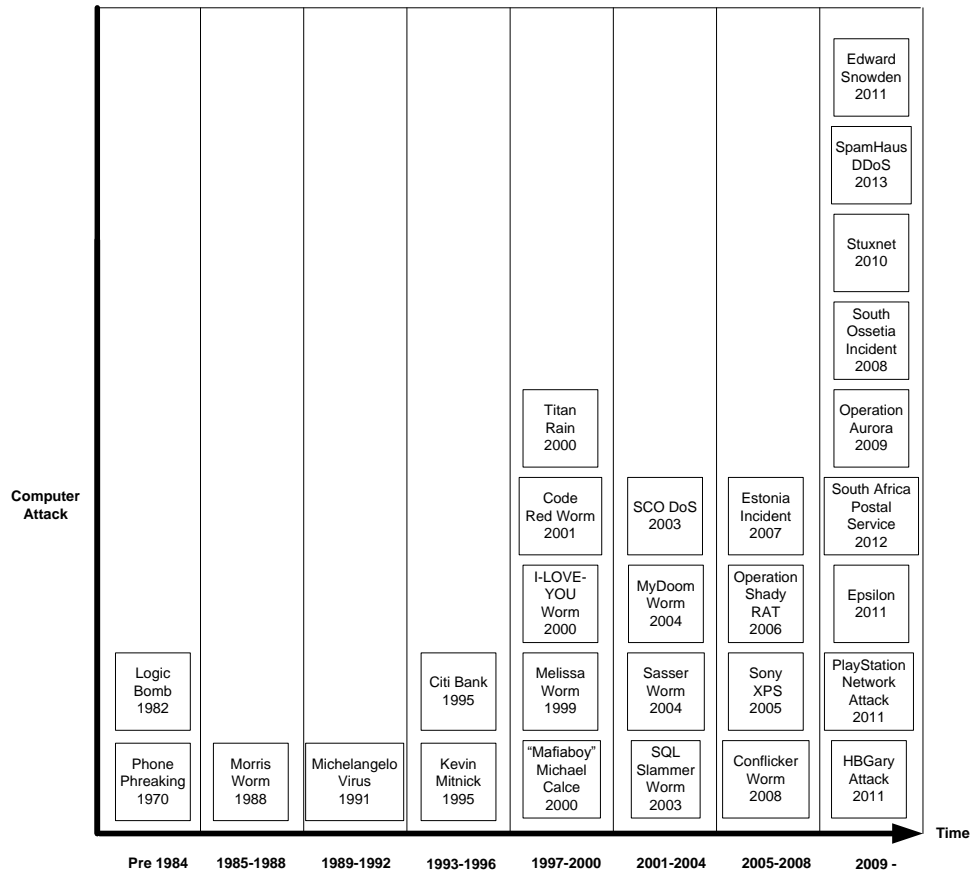 Edward
Snowden
2011
SpamHaus
DDoS
2013
Stuxnet
2010
South
Ossetia
Incident
2008
Titan
Rain
2000
Operation
Aurora
2009
Computer
Attack
Code
Red Worm
2001
SCO DoS
2003
Estonia
Incident
2007
South Africa
Postal
Service
2012
I-LOVE-
YOU
Worm
2000
MyDoom
Worm
2004
Operation
Shady
RAT
2006
Epsilon
2011
Logic
Bomb
1982
Citi Bank
1995
Melissa
Worm
1999
Sasser
Worm
2004
Sony
XPS
2005
PlayStation
Network
Attack
2011
Phone
Phreaking
1970
Morris
Worm
1988
Michelangelo
Virus
1991
Kevin
Mitnick
1995
“Mafiaboy”
Michael
Calce
2000
SQL
Slammer
Worm
2003
Conflicker
Worm
2008
HBGary
Attack
2011
Time
Pre 1984
1985-1988
1989-1992
1993-1996
1997-2000
2001-2004
2005-2008
2009 -